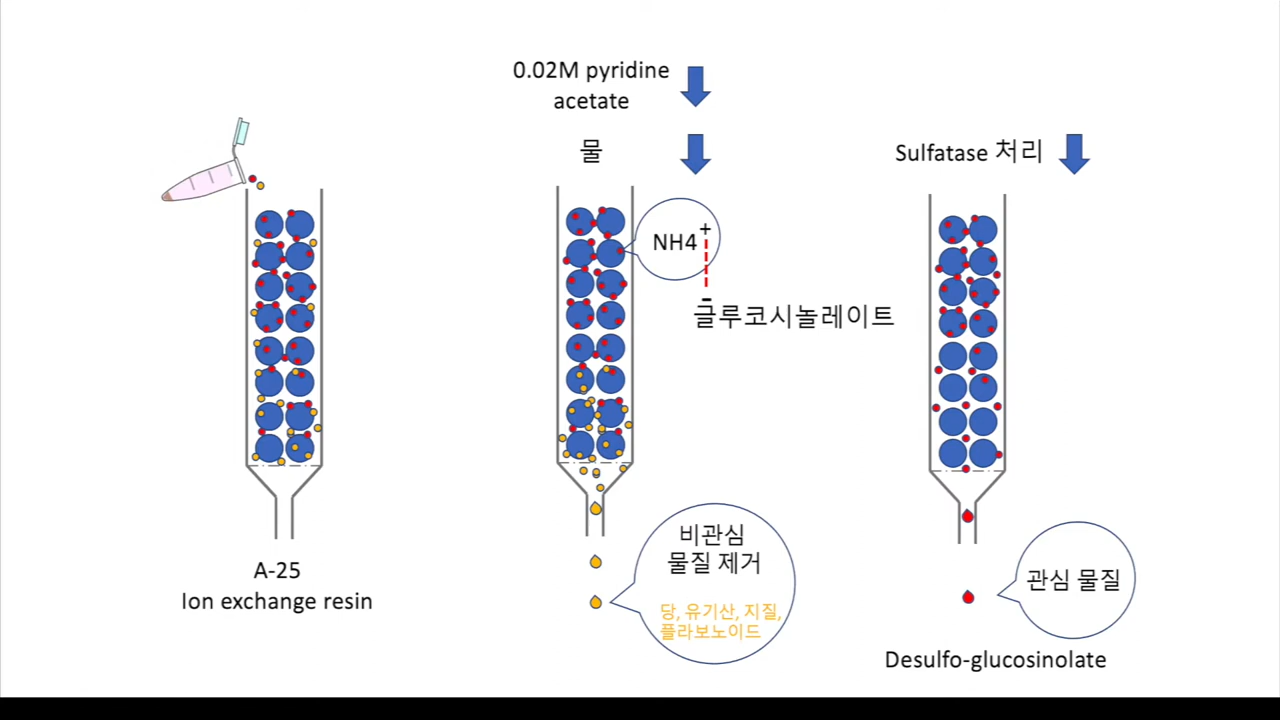 0.02M pyridine
acetate
물
Sulfatase 처리
NH4+
-
글루코시놀레이트
A-25
Ion exchange resin
비관심
물질 제거
당, 유기산, 지질,
플라보노이드
관심 물질
Desulfo-glucosinolate